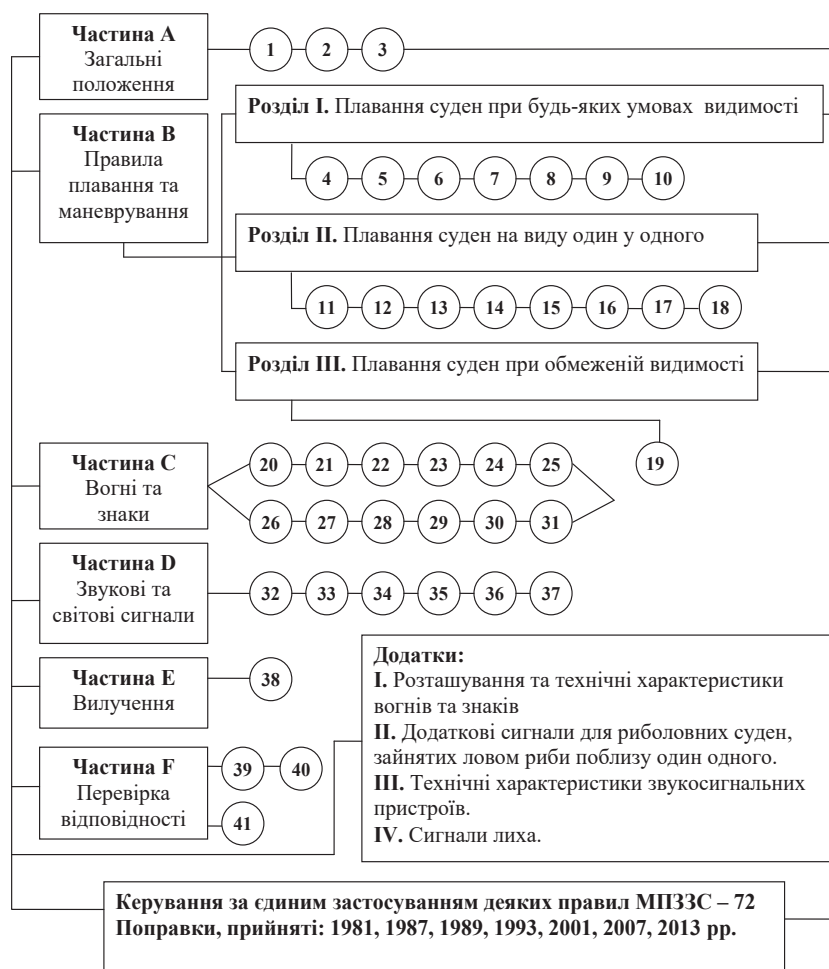 Частина A
Загальні
положення
1 2 3
Частина B
Правила
плавання та
маневрування
Розділ I. Плавання суден при будь-яких умовах видимості
4 5 6 7 8 9 10
Розділ II. Плавання суден на виду один у одного
11 12 13 14 15 16 17 18
Розділ III. Плавання суден при обмеженій видимості
19
Частина C
Вогні та
знаки
20 21 22 23 24 25
26 27 28 29 30 31
Частина D
Звукові та
світові сигнали
32 33 34 35 36 37
Частина E
Вилучення
38
Частина F
Перевірка
відповідності
39 40
41
Додатки:
I. Розташування та технічні характеристики
вогнів та знаків
II. Додаткові сигнали для риболовних суден,
зайнятих ловом риби поблизу один одного.
III. Технічні характеристики звукосигнальних
пристроїв.
IV. Сигнали лиха.
Керування за єдиним застосуванням деяких правил МПЗЗС – 72
Поправки, прийняті: 1981, 1987, 1989, 1993, 2001, 2007, 2013 рр.